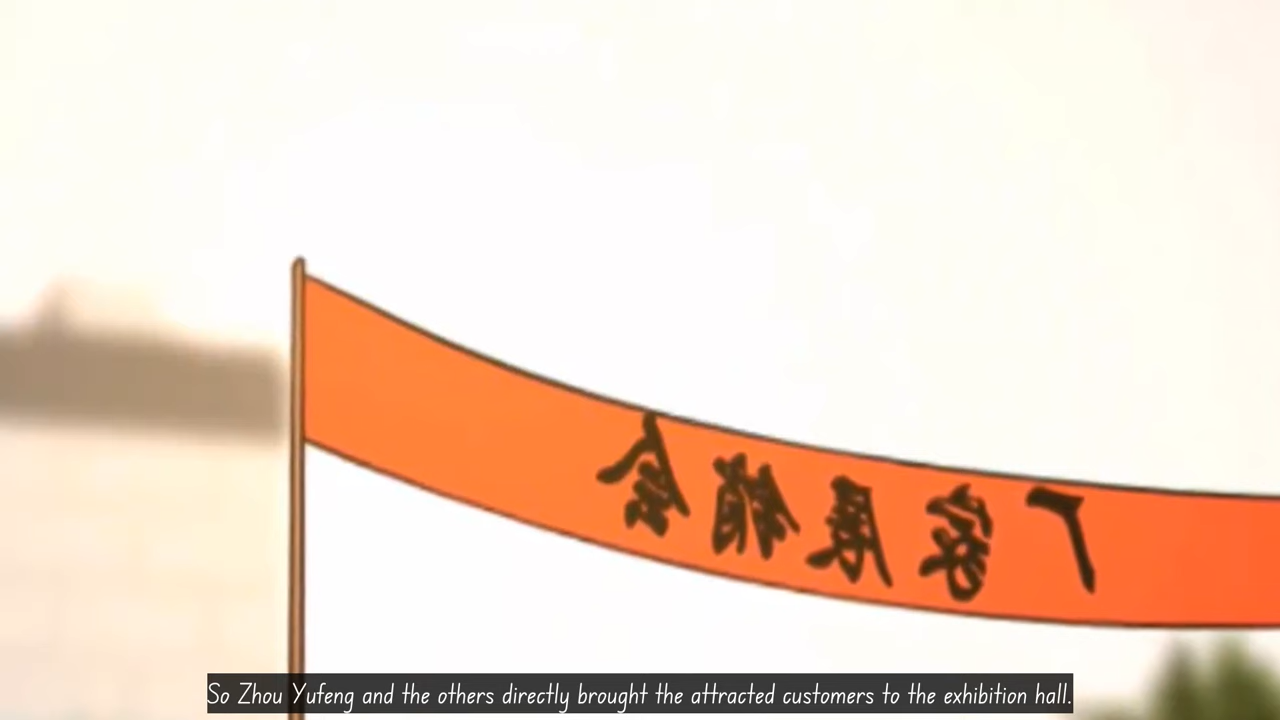 厂家展销会
So Zhou Yufeng and the others directly brought the attracted customers to the exhibition hall.